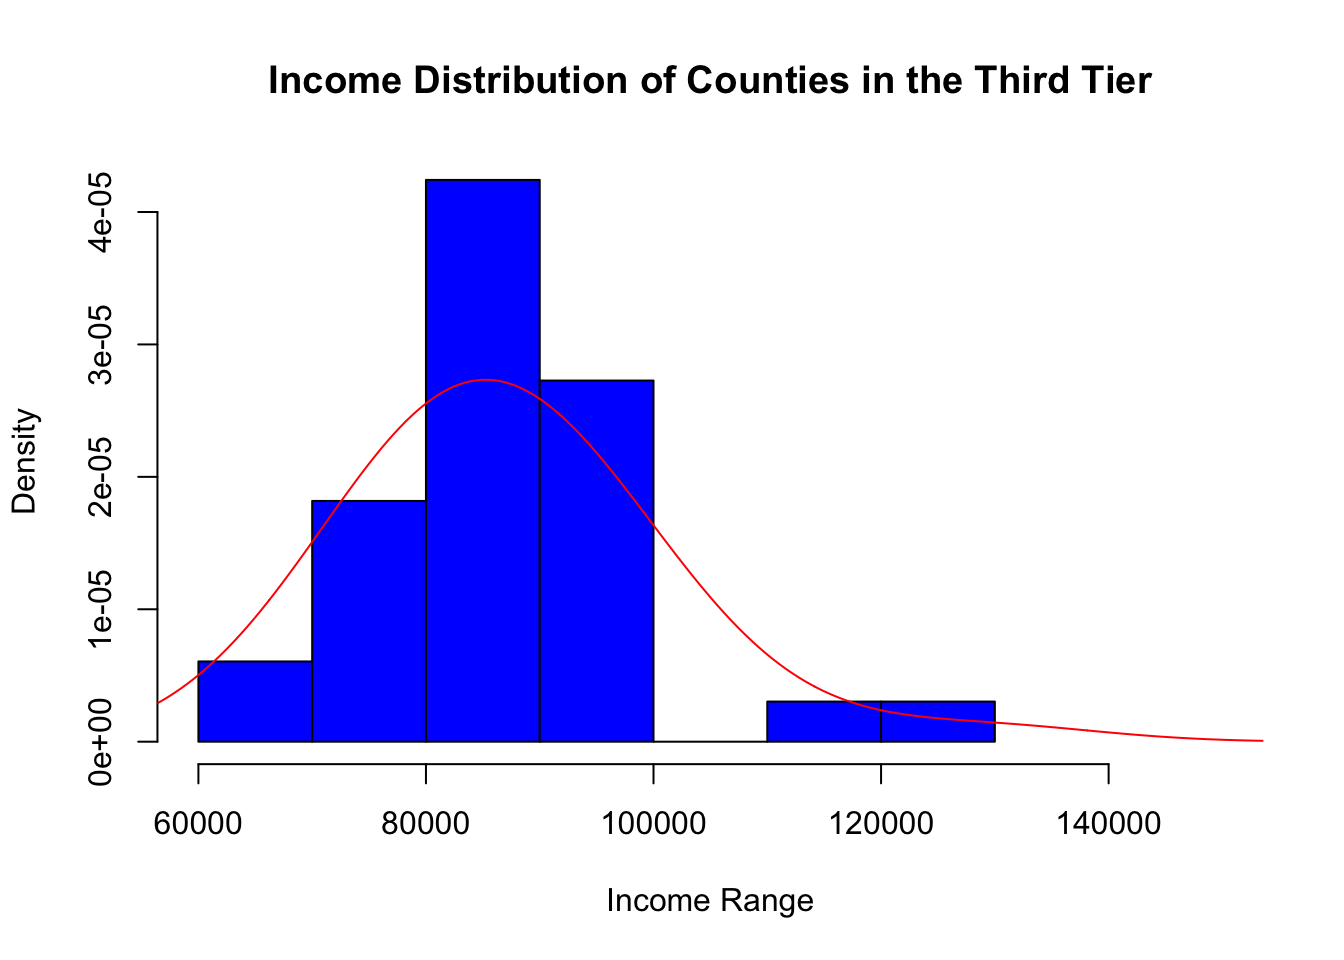 Income Distribution of Counties in the Third Tier
4e-05
3e-05
2e-05
1e-05
0e+00
Density
60000 80000 100000 120000 140000
Income Range